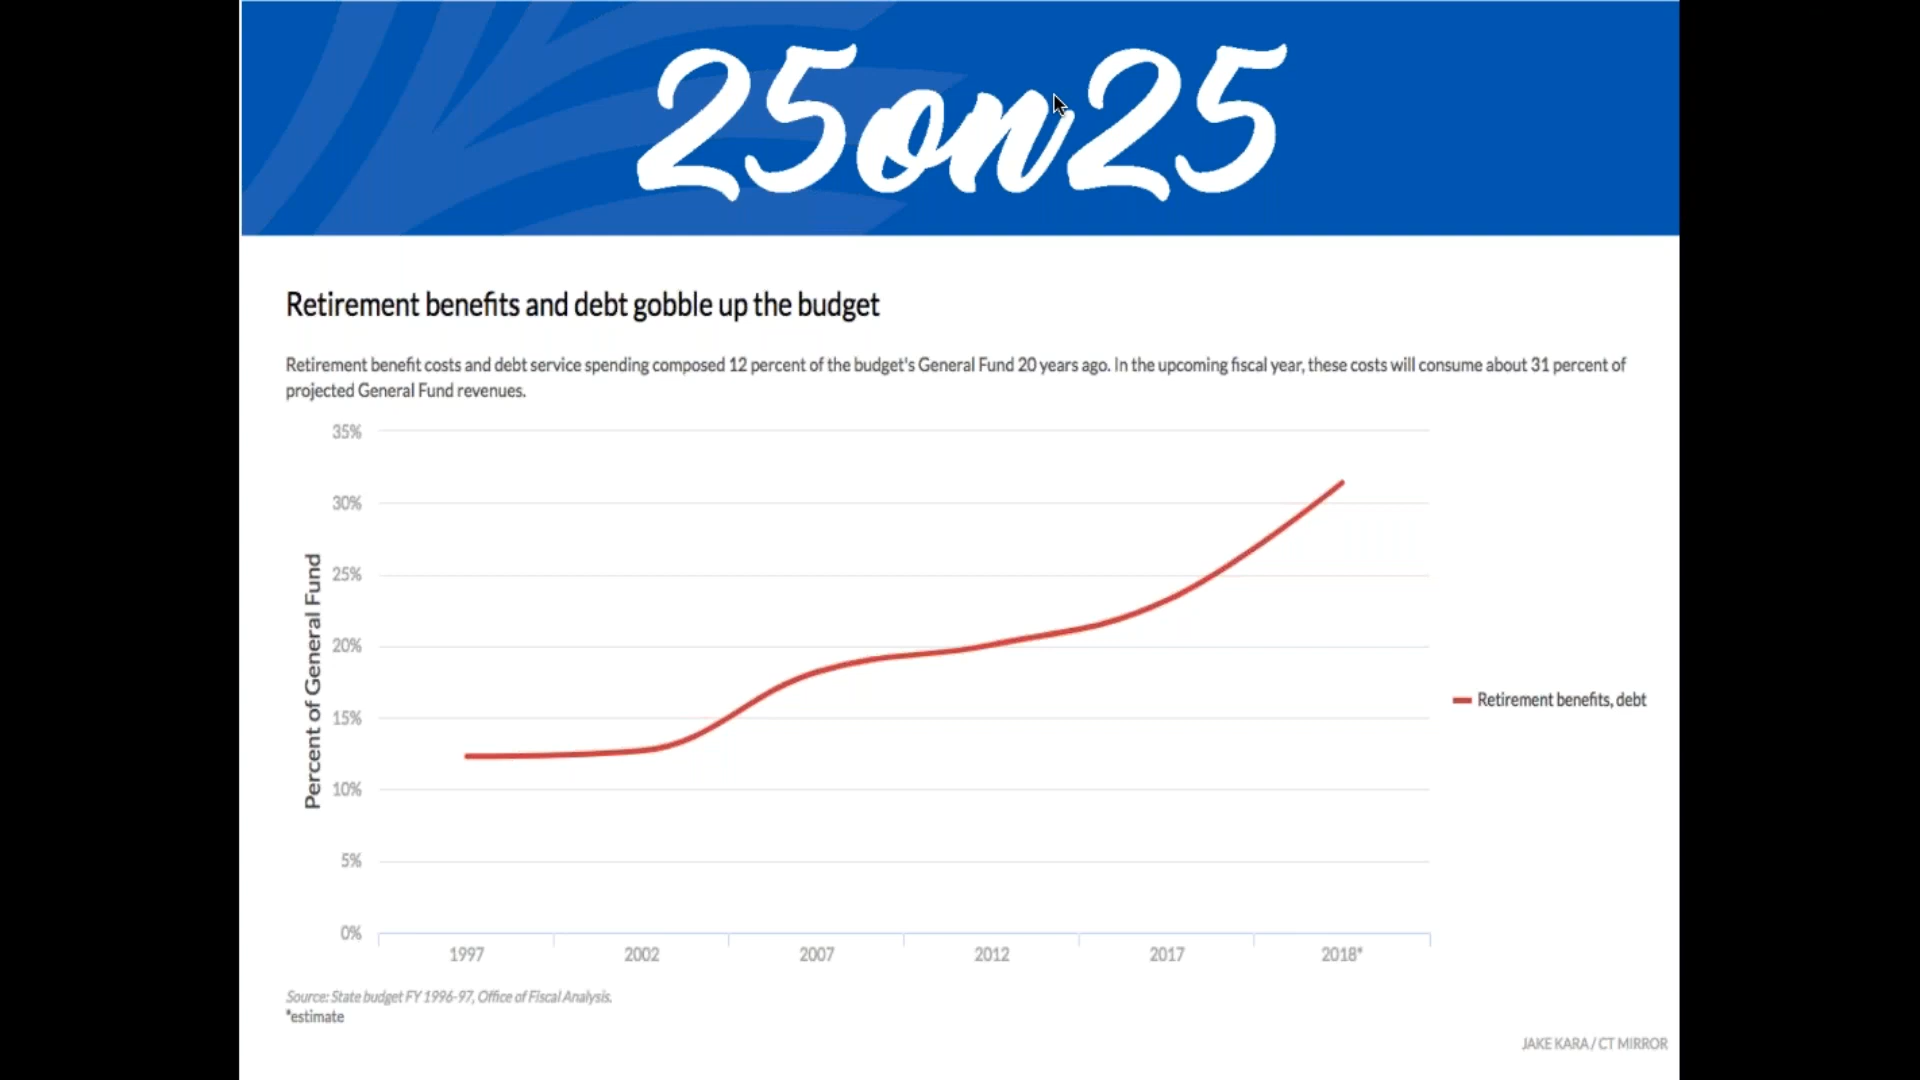 25on25
Retirement benefits and debt gobble up the budget
Retirement benefit costs and debt service spending composed 12 percent of the budget's General Fund 20 years ago. In the upcoming fiscal year, these costs will consume about 31 percent of
projected General Fund revenues.
35%
30%
25%
20%
15%
10%
5%
0%
Percent of General Fund
Retirement benefits, debt
1997 2002 2007 2012 2017 2018*
Source: State budget FY 1996-97, Office of Fiscal Analysis.
*estimate
JAKE KARA / CT MIRROR